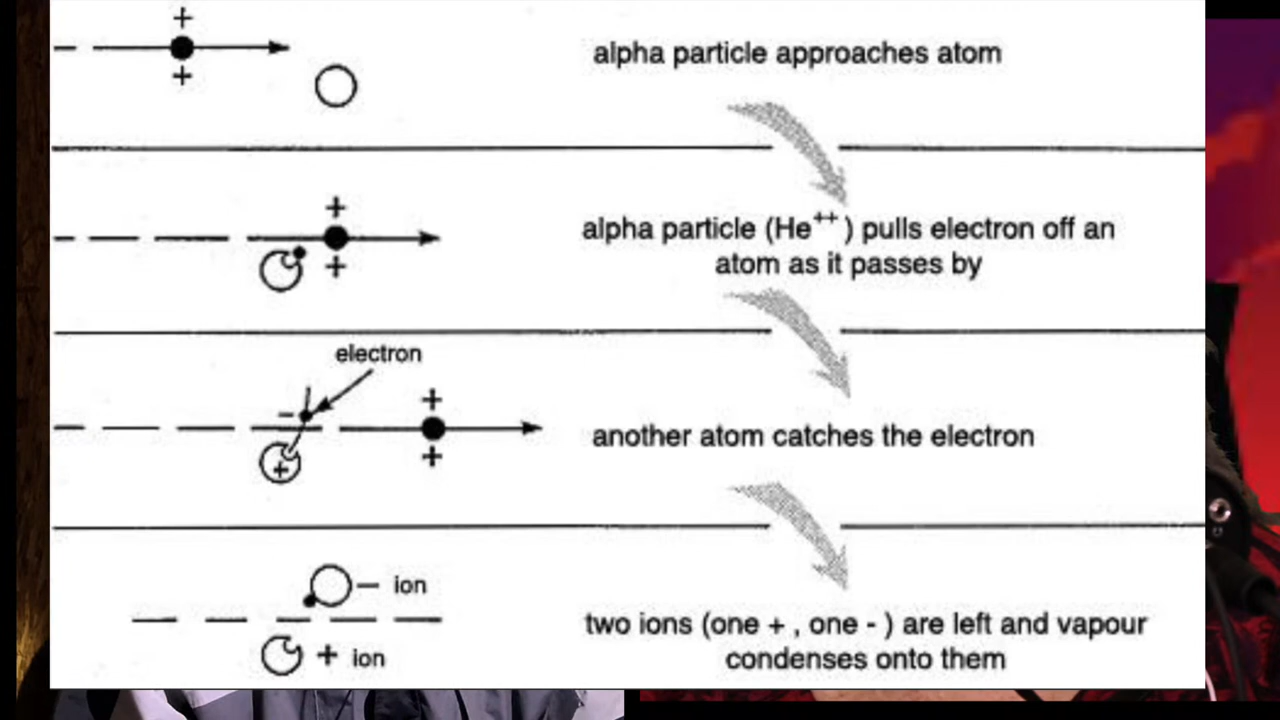 +
+
alpha particle approaches atom
+
+
alpha particle (He++) pulls electron off an
atom as it passes by
electron
−
+
+
+
another atom catches the electron
− ion
+ ion
two ions (one + , one - ) are left and vapour
condenses onto them